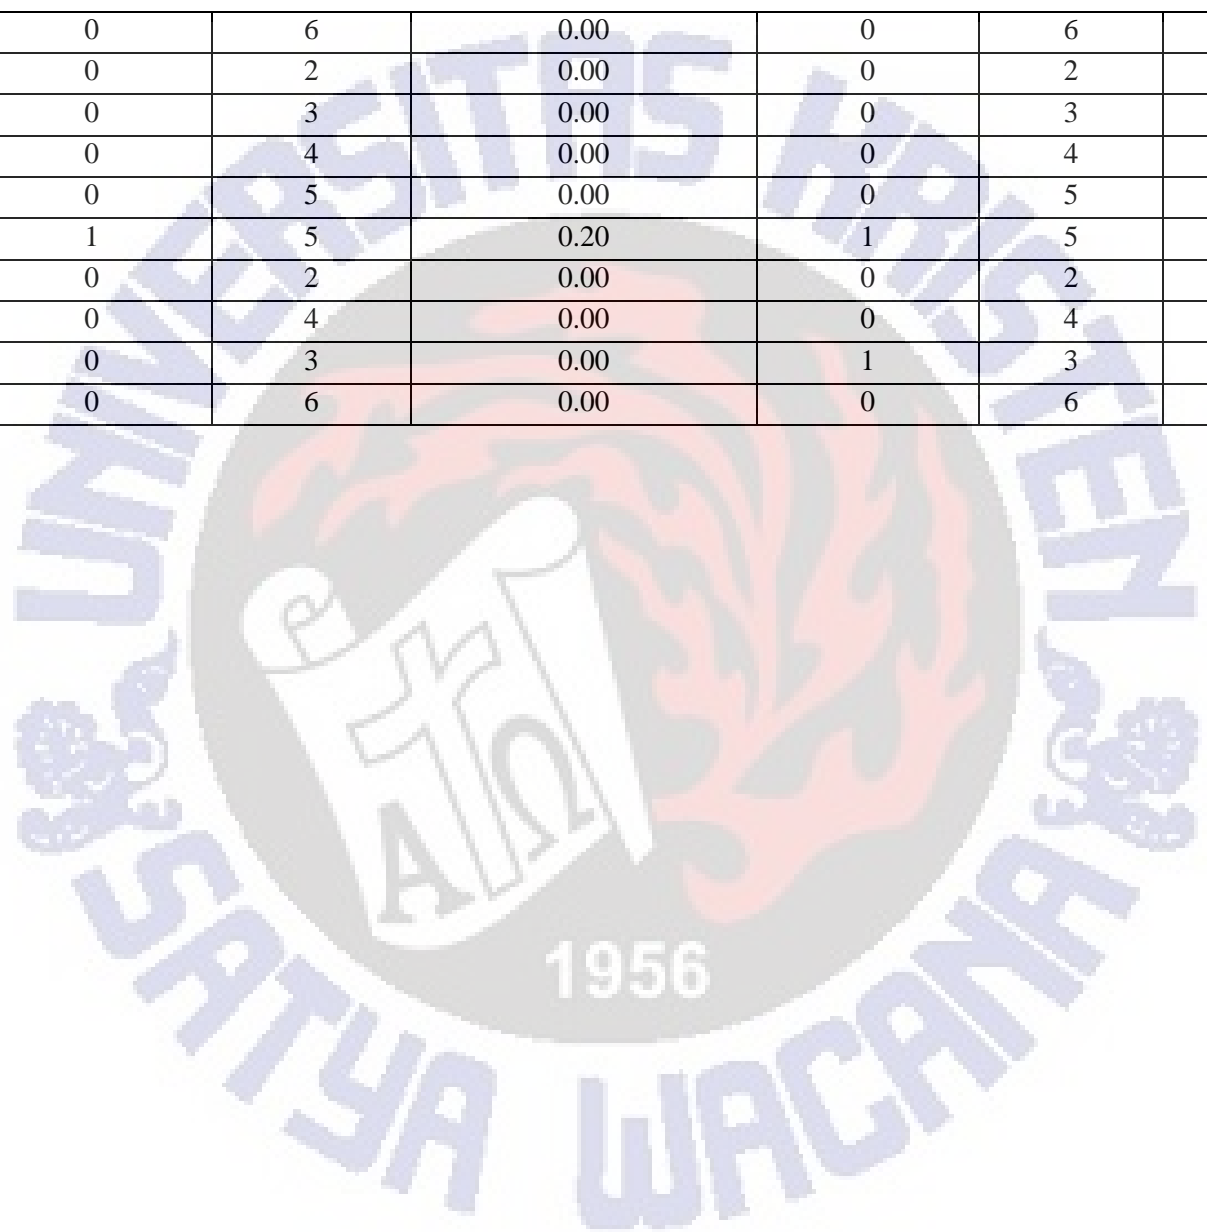 0 6 0.00 0 6
0 2 0.00 0 2
0 3 0.00 0 3
0 4 0.00 0 4
0 5 0.00 0 5
1 5 0.20 1 5
0 2 0.00 0 2
0 4 0.00 0 4
0 3 0.00 1 3
0 6 0.00 0 6
UNIVERSITAS KRISTEN
Α Ω
1956
SATYA WACANA